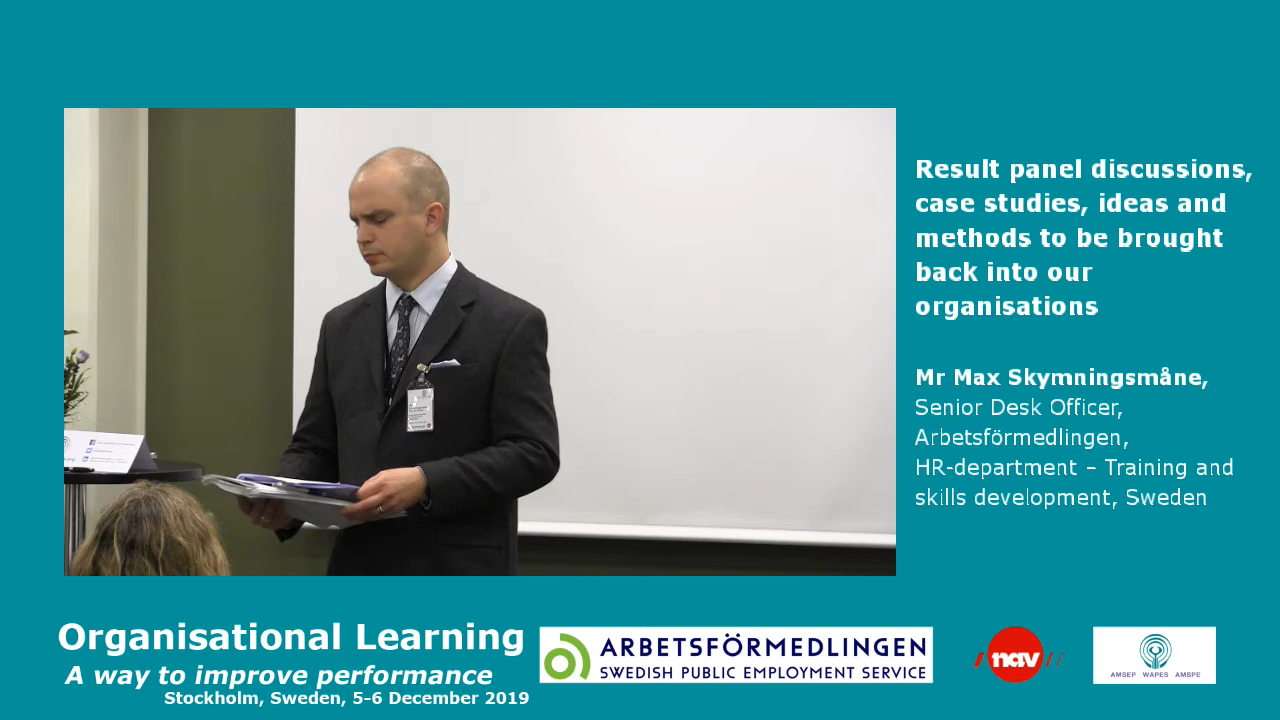 Result panel discussions,
case studies, ideas and
methods to be brought
back into our
organisations
Mr Max Skymningsmåne,
Senior Desk Officer,
Arbetsförmedlingen,
HR-department – Training and
skills development, Sweden
Organisational Learning
A way to improve performance
Stockholm, Sweden, 5-6 December 2019
ARBETSFÖRMEDLINGEN
SWEDISH PUBLIC EMPLOYMENT SERVICE
nav
AMSEP WAPES AMSPE